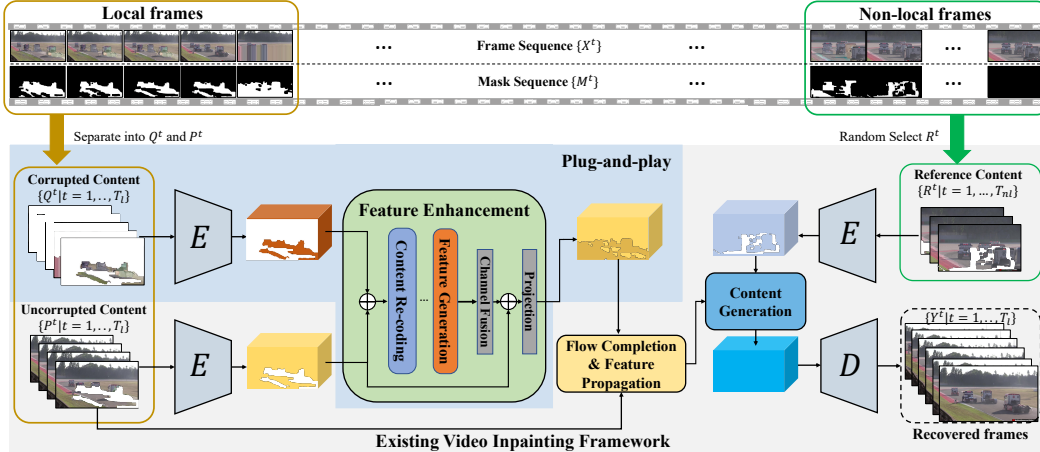 Local frames
Non-local frames
... Frame Sequence {X^t} ... ...
... Mask Sequence {M^t} ... ...
Separate into Q^t and P^t
Random Select R^t
Plug-and-play
Corrupted Content
{Q^t|t = 1, . . , T_l}
Reference Content
{R^t|t = 1, ..., T_nl}
Feature Enhancement
E
Content Re-coding
...
Feature Generation
Channel Fusion
Projection
E
Content
Generation
Uncorrupted Content
{P^t|t = 1, . . , T_l}
{Y^t|t = 1, . . , T_l}
E
Flow Completion
& Feature
Propagation
D
Existing Video Inpainting Framework
Recovered frames